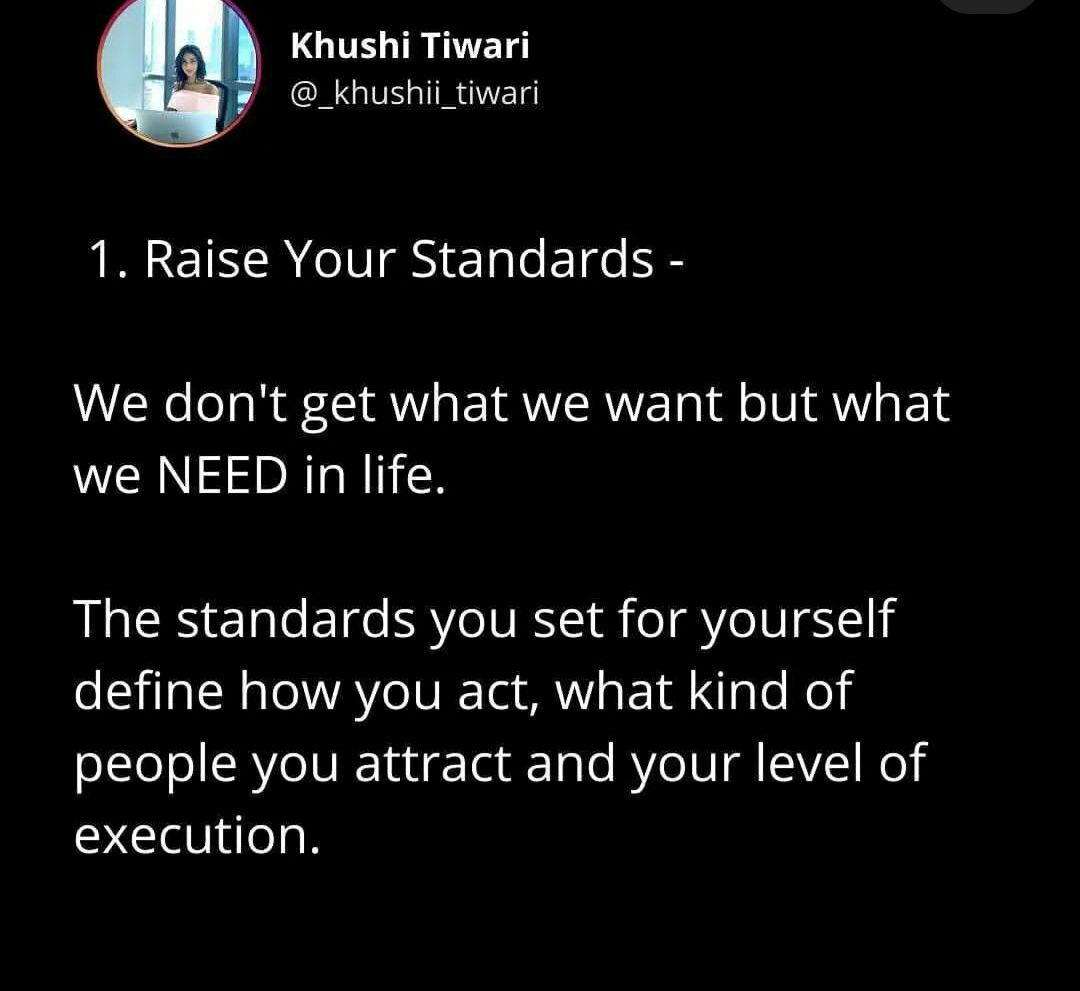 Khushi Tiwari
@_khushii_tiwari
1. Raise Your Standards -
We don't get what we want but what
we NEED in life.
The standards you set for yourself
define how you act, what kind of
people you attract and your level of
execution.